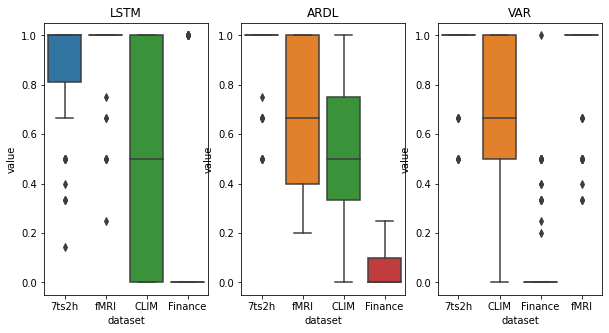 LSTM
value
1.0
0.8
0.6
0.4
0.2
0.0
7ts2h fMRI CLIM Finance
dataset
ARDL
value
1.0
0.8
0.6
0.4
0.2
0.0
7ts2h fMRI CLIM Finance
dataset
VAR
value
1.0
0.8
0.6
0.4
0.2
0.0
7ts2h CLIM Finance fMRI
dataset